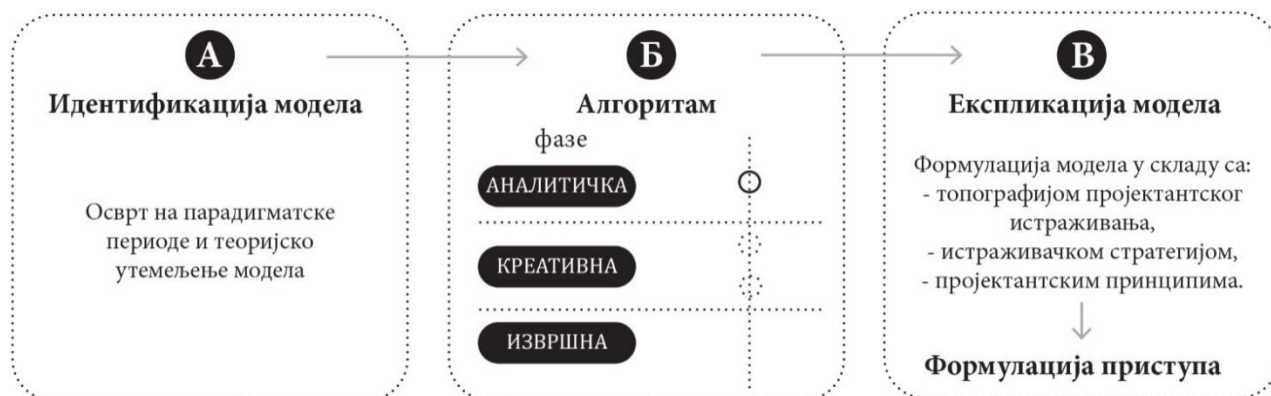 А
Идентификација модела
Осврт на парадигматске
периоде и теоријско
утемељење модела
Б
Алгоритам
фазе
АНАЛИТИЧКА
КРЕАТИВНА
ИЗВРШНА
В
Експликација модела
Формулација модела у складу са:
- топографијом пројектантског
истраживања,
- истраживачком стратегијом,
- пројектантским принципима.
Формулација приступа